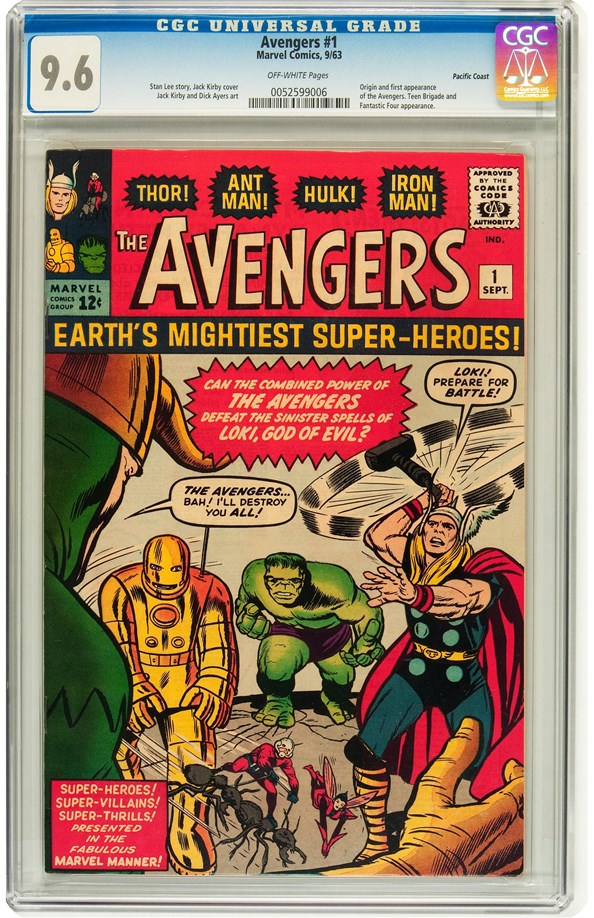 CGC UNIVERSAL GRADE
9.6
Avengers #1
Marvel Comics, 9/63
OFF-WHITE Pages
Pacific Coast
Stan Lee story, Jack Kirby cover
Jack Kirby and Dick Ayers art
0052599006
Origin and first appearance
of the Avengers. Teen Brigade and
Fantastic Four appearance.
CGC
THOR!
ANT
MAN!
HULK!
IRON
MAN!
APPROVED
BY THE
COMICS
CODE
AUTHORITY
THE AVENGERS
IND.
1
SEPT.
MARVEL
COMICS
GROUP
12¢
EARTH'S MIGHTIEST SUPER-HEROES!
CAN THE COMBINED POWER OF
THE AVENGERS
DEFEAT THE SINISTER SPELLS OF
LOKI, GOD OF EVIL?
LOKI!
PREPARE FOR
BATTLE!
THE AVENGERS...
BAH! I'LL DESTROY
YOU ALL!
SUPER-HEROES!
SUPER-VILLAINS!
SUPER-THRILLS!
PRESENTED
IN THE
FABULOUS
MARVEL MANNER!